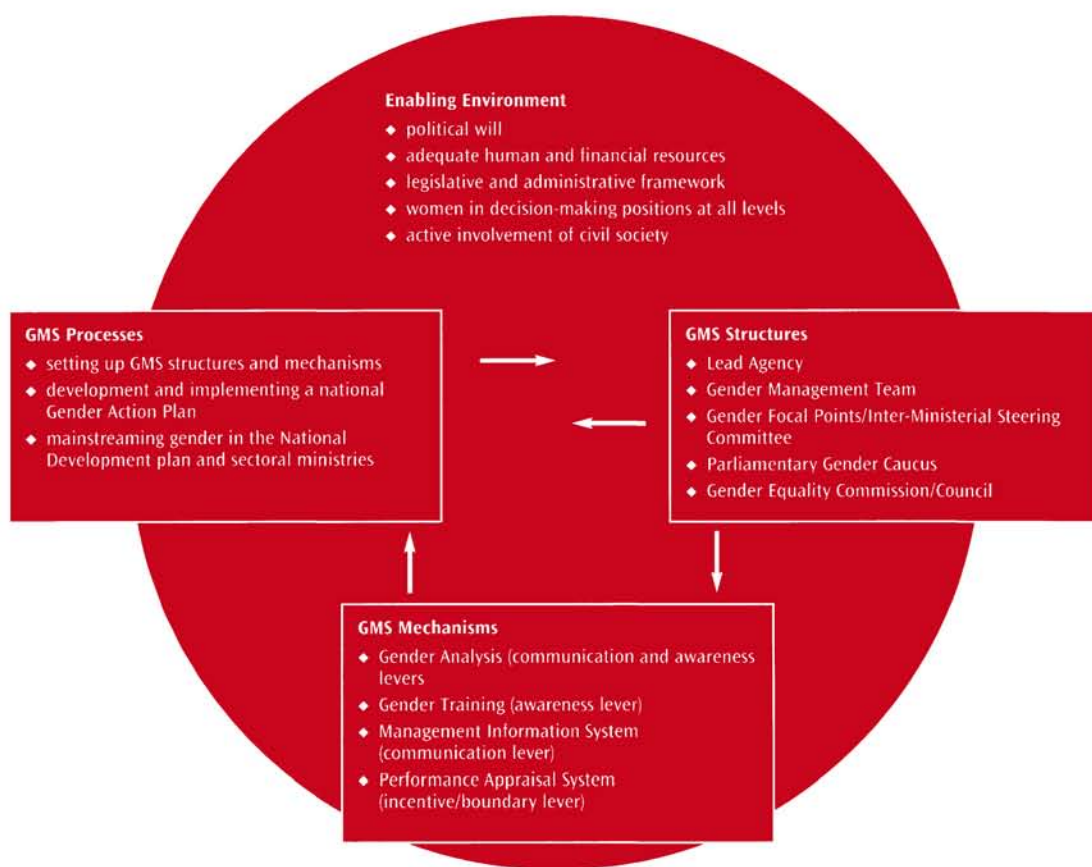 Enabling Environment
◆ political will
◆ adequate human and financial resources
◆ legislative and administrative framework
◆ women in decision-making positions at all levels
◆ active involvement of civil society
GMS Processes
◆ setting up GMS structures and mechanisms
◆ development and implementing a national
Gender Action Plan
◆ mainstreaming gender in the National
Development plan and sectoral ministries
GMS Structures
◆ Lead Agency
◆ Gender Management Team
◆ Gender Focal Points/Inter-Ministerial Steering
Committee
◆ Parliamentary Gender Caucus
◆ Gender Equality Commission/Council
GMS Mechanisms
◆ Gender Analysis (communication and awareness
levers
◆ Gender Training (awareness lever)
◆ Management Information System
(communication lever)
◆ Performance Appraisal System
(incentive/boundary lever)